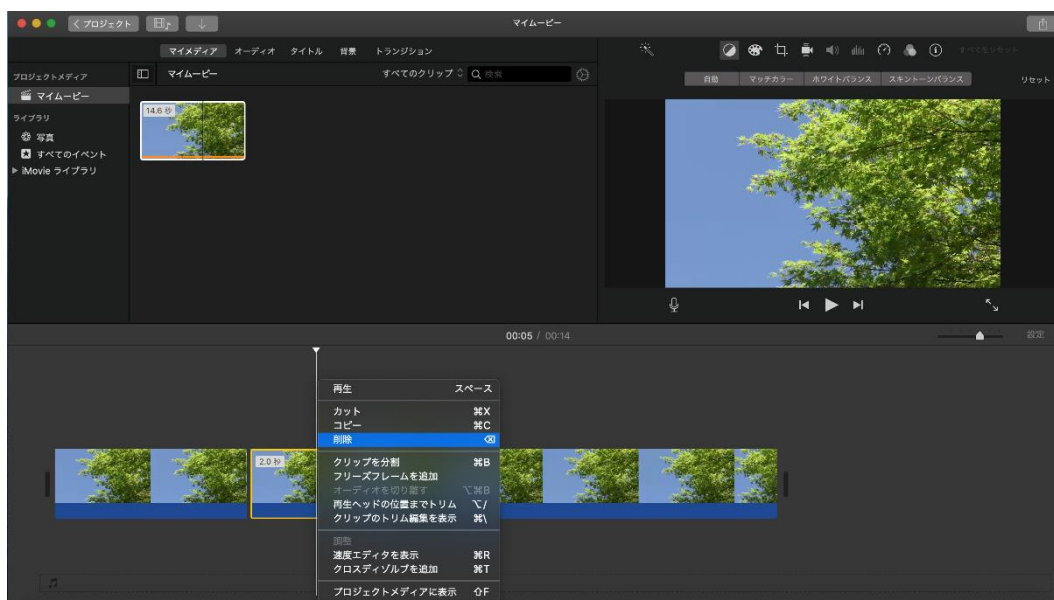 プロジェクト
マイムービー
マイメディア オーディオ タイトル 背景 トランジション
すべてをリセット
プロジェクトメディア
マイムービー
すべてのクリップ
検索
自動 マッチカラー ホワイトバランス スキントーンバランス
リセット
マイムービー
ライブラリ
写真
すべてのイベント
iMovie ライブラリ
14.6 秒
00:05 / 00:14
設定
再生 スペース
カット ⌘X
コピー ⌘C
削除 ⌫
クリップを分割 ⌘B
フリーズフレームを追加
オーディオを切り離す ⌥⌘B
再生ヘッドの位置までトリム ⌥/
クリップのトリム編集を表示 ⌘\
調整
速度エディタを表示 ⌘R
クロスディゾルブを追加 ⌘T
プロジェクトメディアに表示 ⇧F
2.0 秒